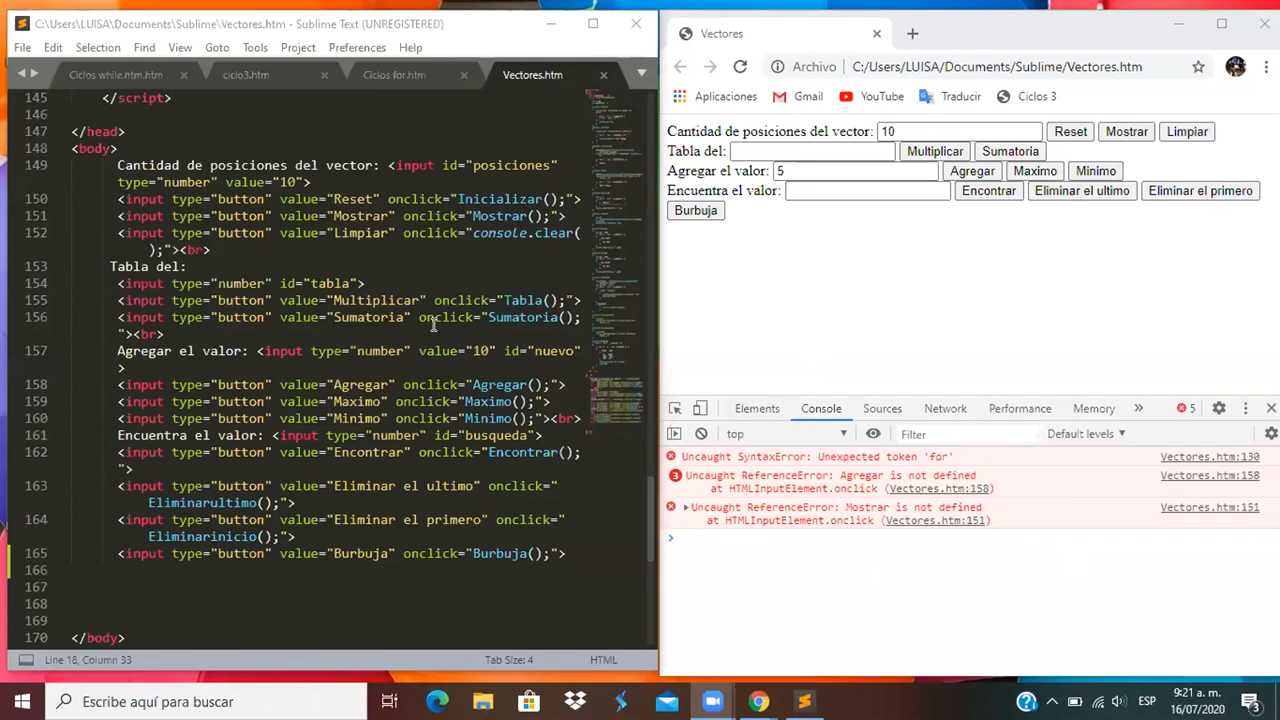 C:\Users\LUISA\Documents\Sublime\Vectores.htm - Sublime Text (UNREGISTERED)
File Edit Selection Find View Goto Tools Project Preferences Help
Ciclos while.htm.htm ciclo3.htm Ciclos for.htm Vectores.htm
145 </script>
146
147 </head>
148 <body>
149 Cantidad de posiciones del vector: <input id="posiciones"
type="number" value="10">
150 <input type="button" value="Reset" onclick="Inicializar();">
151 <input type="button" value="Mostrar" onclick="Mostrar();">
152 <input type="button" value="Limpiar" onclick="console.clear(
);"><br>
153 Tabla del:
154 <input type="number" id="tabla">
155 <input type="button" value="Multiplicar" onclick="Tabla();">
156 <input type="button" value="Sumatoria" onclick="Sumatoria();
"><br>
157 Agregar el valor: <input type="number" value="10" id="nuevo"
>
158 <input type="button" value="Agregar" onclick="Agregar();">
159 <input type="button" value="Maximo" onclick="Maximo();">
160 <input type="button" value="Minimo" onclick="Minimo();"><br>
161 Encuentra el valor: <input type="number" id="busqueda">
162 <input type="button" value="Encontrar" onclick="Encontrar();
">
163 <input type="button" value="Eliminar el ultimo" onclick="
Eliminarultimo();">
164 <input type="button" value="Eliminar el primero" onclick="
Eliminarinicio();">
165 <input type="button" value="Burbuja" onclick="Burbuja();">
166
167
168
169
170 </body>
Line 18, Column 33 Tab Size: 4 HTML
Vectores
Archivo C:/Users/LUISA/Documents/Sublime/Vectores.htm
Aplicaciones Gmail YouTube Traducir Ciclo 3
Cantidad de posiciones del vector: 10 Reset Mostrar Limpiar
Tabla del: Multiplicar Sumatoria
Agregar el valor: 5 Agregar Maximo Minimo
Encuentra el valor: Encontrar Eliminar el ultimo Eliminar el primero
Burbuja
Elements Console Sources Network Performance Memory » 5
top Filter Default levels
Uncaught SyntaxError: Unexpected token 'for' Vectores.htm:130
3 Uncaught ReferenceError: Agregar is not defined Vectores.htm:158
at HTMLInputElement.onclick (Vectores.htm:158)
Uncaught ReferenceError: Mostrar is not defined Vectores.htm:151
at HTMLInputElement.onclick (Vectores.htm:151)
Escribe aquí para buscar
ESP 9:21 a. m.
16/07/2020 3